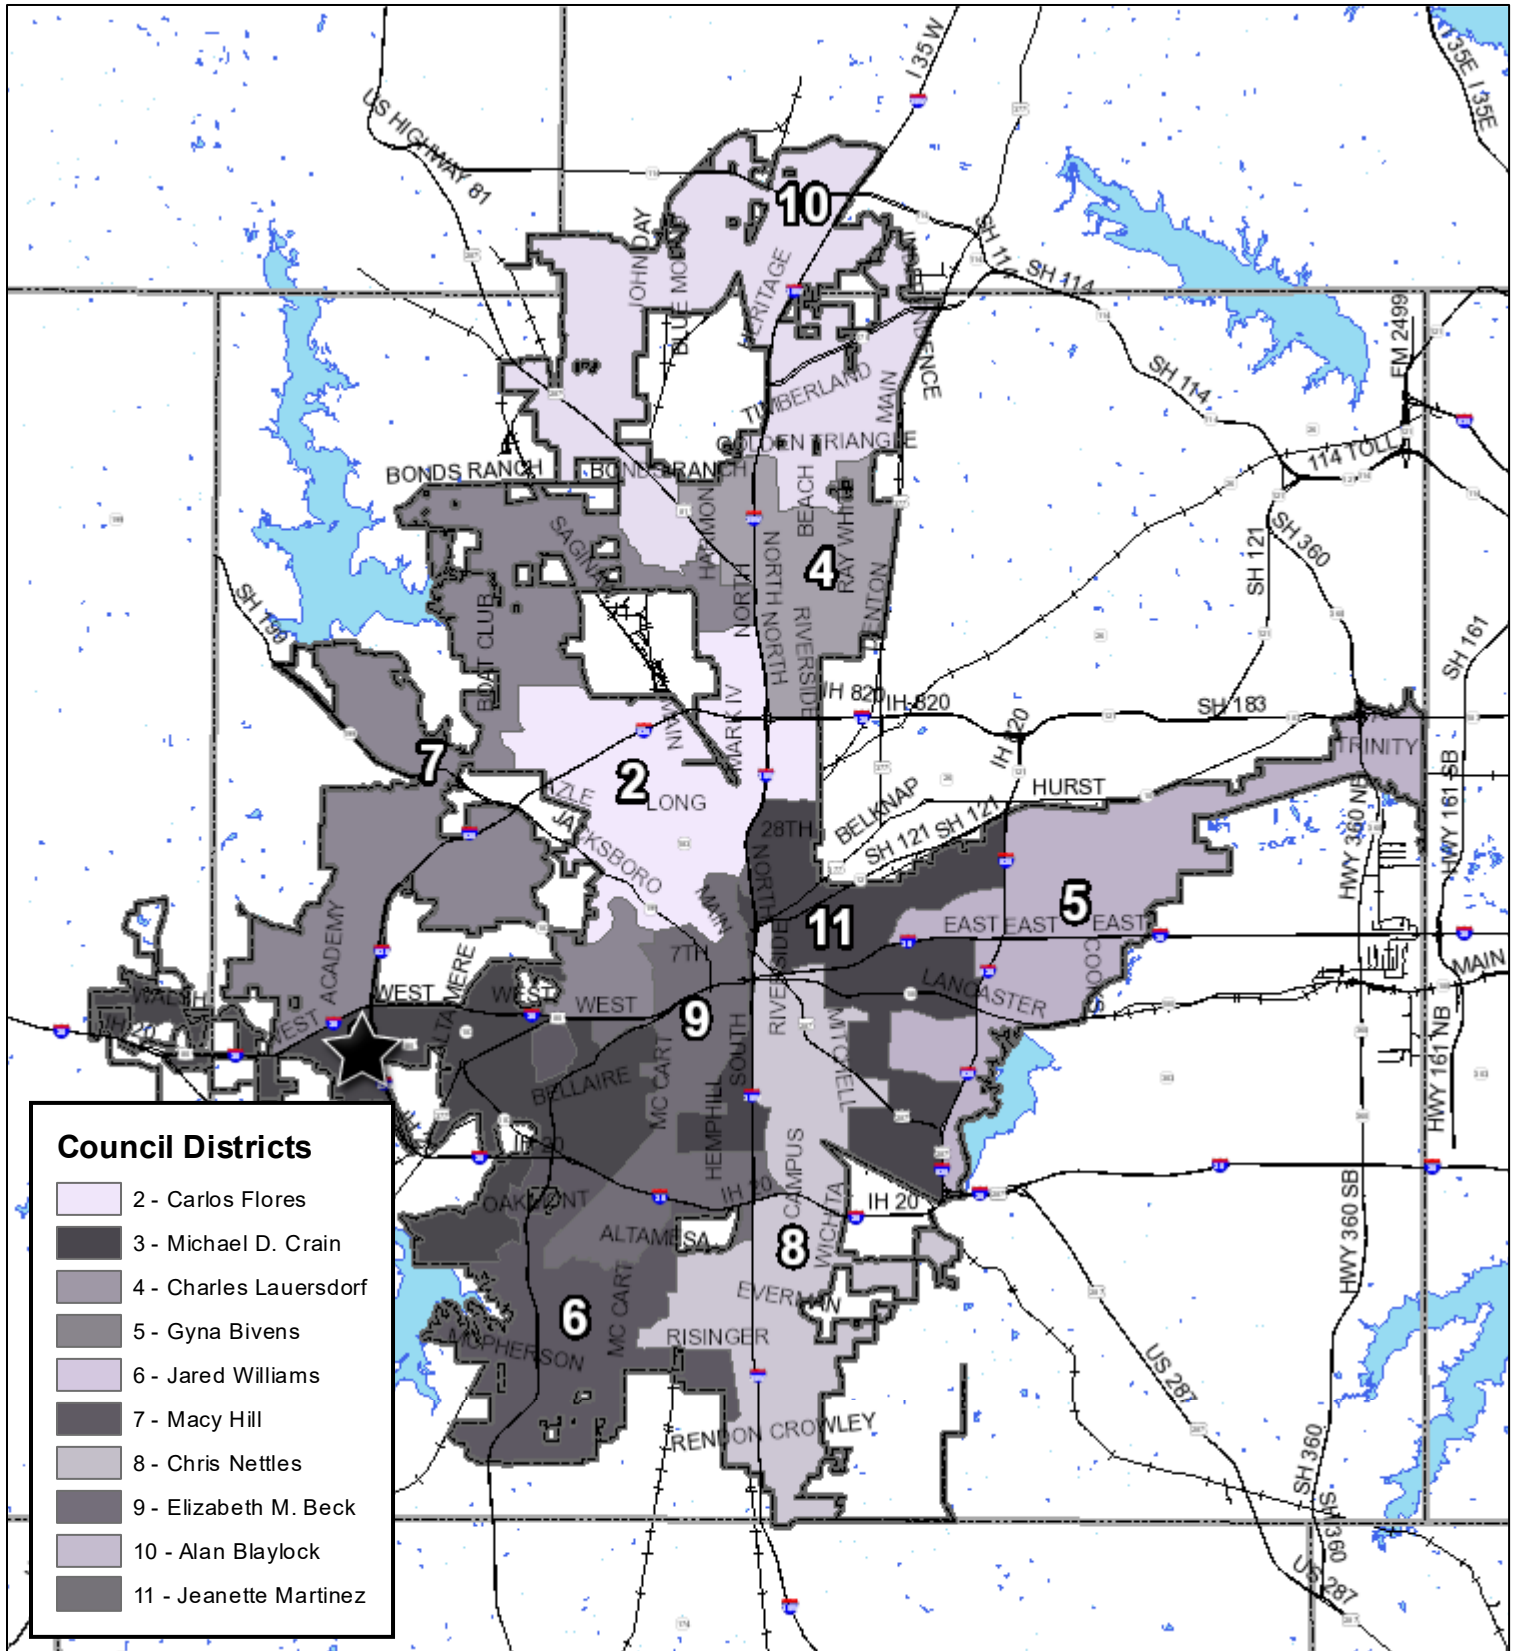 I 35W
I 35E
I 35E
US HIGHWAY 81
10
JOHN DAY
SH 114
HERITAGE
SH 114
FM 2499
TIMBERLAND
MAIN
SH 114
GOLDEN TRIANGLE
BONDS RANCH
BONDS RANCH
114 TOLL
HARMON
BEACH
RAY WHITE
SAGINAW
4
SH 121
SH 360
NORTH
NORTH
NORTH
BOAT CLUB
SH 199
RIVERSIDE
DENTON
SH 161
IH 820
IH 820
SH 183
MARK IV
MAIN
IH 820
TRINITY
7
2
AZLE
LONG
HURST
BELKNAP
SH 121
SH 121
28TH
JACKSBORO
HWY 360 NB
HWY 161 SB
MAIN
NORTH
11
5
EAST
EAST
EAST
ACADEMY
7TH
RIVERSIDE
LANCASTER
COOKS
MAIN
WALSH
IH 20
WEST
WEST
WEST
WEST
ALTAMERE
9
SOUTH
MITCHELL
HWY 161 NB
BELLAIRE
MC CART
HEMPHILL
IH 20
IH 20
IH 20
CAMPUS
WICHITA
OAKMONT
ALTAMESA
8
HWY 360 SB
EVERMAN
6
MC CART
RISINGER
MCPHERSON
US 287
RENDON CROWLEY
SH 360
SH 360
US 287
Council Districts
2 - Carlos Flores
3 - Michael D. Crain
4 - Charles Lauersdorf
5 - Gyna Bivens
6 - Jared Williams
7 - Macy Hill
8 - Chris Nettles
9 - Elizabeth M. Beck
10 - Alan Blaylock
11 - Jeanette Martinez